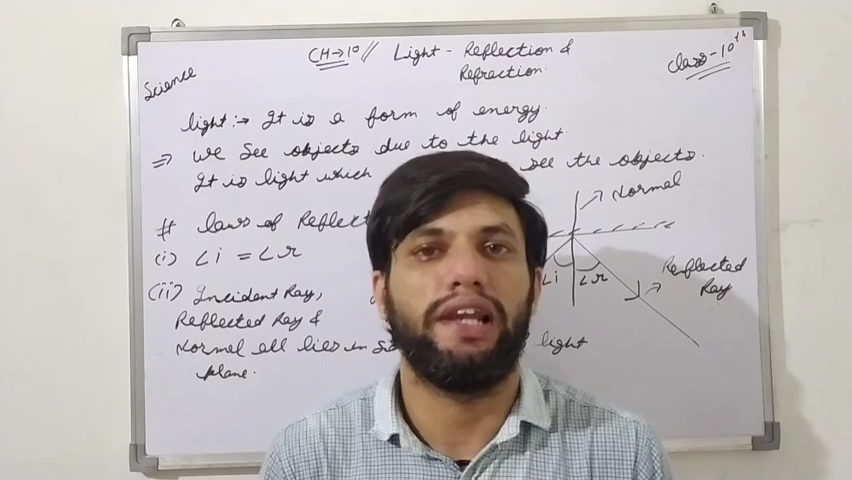 Science
CH→10 // Light - Reflection &
Refraction
Class-10th
light:→ It is a form of energy.
⇒ we see objects due to the light.
It is light which see the objects.
# laws of Reflect
(i) ∠i = ∠r
(ii) Incident Ray,
Reflected Ray &
Normal all lies in
plane.
→ Normal
∠i ∠r
→ Reflected
Ray
light